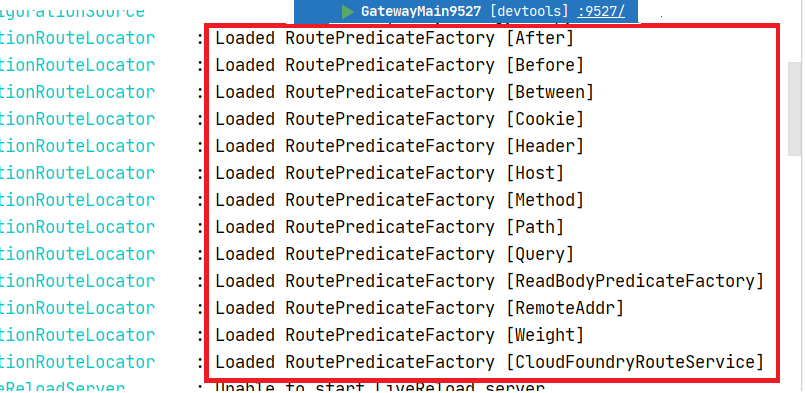 GatewayMain9527 [devtools] :9527/
tionRouteLocator : Loaded RoutePredicateFactory [After]
tionRouteLocator : Loaded RoutePredicateFactory [Before]
tionRouteLocator : Loaded RoutePredicateFactory [Between]
tionRouteLocator : Loaded RoutePredicateFactory [Cookie]
tionRouteLocator : Loaded RoutePredicateFactory [Header]
tionRouteLocator : Loaded RoutePredicateFactory [Host]
tionRouteLocator : Loaded RoutePredicateFactory [Method]
tionRouteLocator : Loaded RoutePredicateFactory [Path]
tionRouteLocator : Loaded RoutePredicateFactory [Query]
tionRouteLocator : Loaded RoutePredicateFactory [ReadBodyPredicateFactory]
tionRouteLocator : Loaded RoutePredicateFactory [RemoteAddr]
tionRouteLocator : Loaded RoutePredicateFactory [Weight]
tionRouteLocator : Loaded RoutePredicateFactory [CloudFoundryRouteService]
eReloadServer : Unable to start LiveReload server